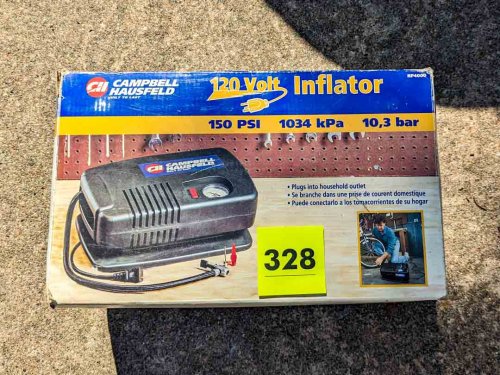 RP4000
CAMPBELL
HAUSFELD
BUILT TO LAST
120 Volt Inflator
150 PSI 1034 kPa 10,3 bar
• Plugs into household outlet
• Se branche dans une prise de courant domestique
• Puede conectarlo a los tomacorrientes de su hogar
CAMPBELL
HAUSFELD
328